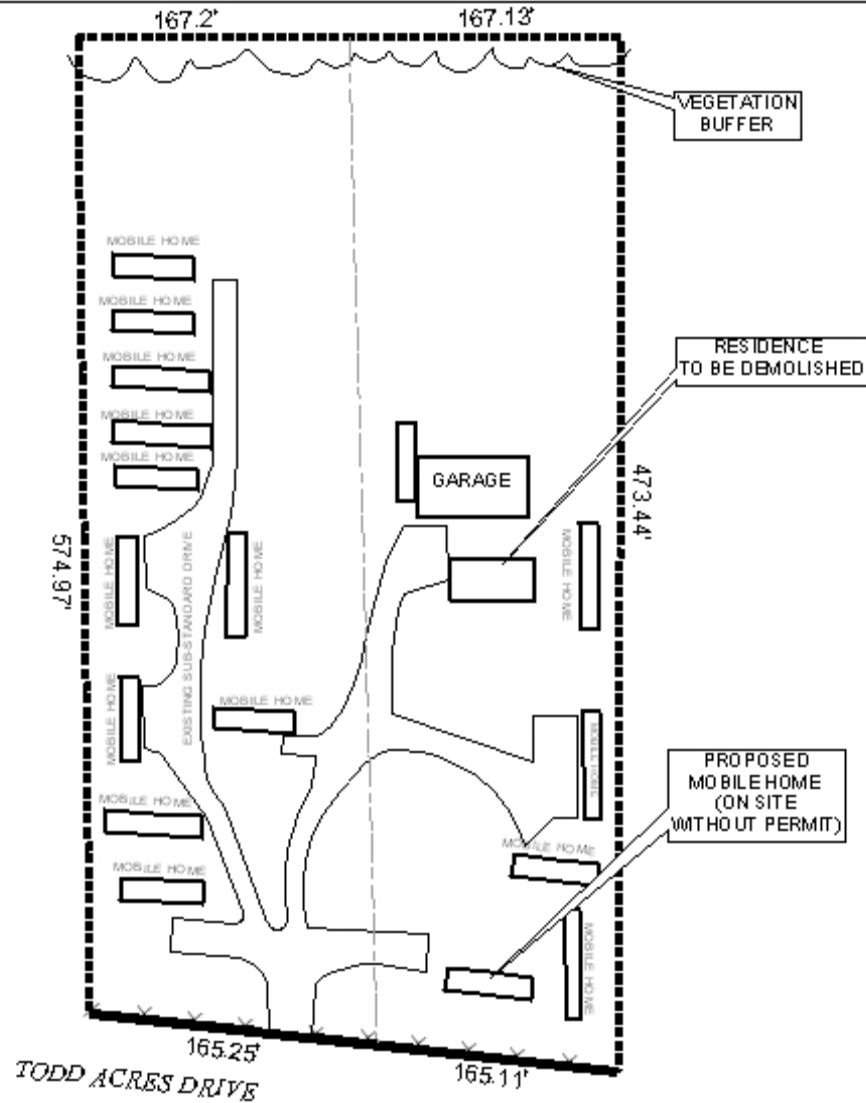 167.2'
167.13'
VEGETATION
BUFFER
MOBILE HOME
MOBILE HOME
RESIDENCE
TO BE DEMOLISHED
MOBILE HOME
MOBILE HOME
MOBILE HOME
GARAGE
473.44'
574.97'
MOBILE HOME
EXISTING SUB-STANDARD DRIVE
MOBILE HOME
MOBILE HOME
MOBILE HOME
MOBILE HOME
MOBILE HOME
PROPOSED
MOBILE HOME
(ON SITE
WITHOUT PERMIT)
MOBILE HOME
MOBILE HOME
MOBILE HOME
MOBILE HOME
165.25'
165.11'
TODD ACRES DRIVE